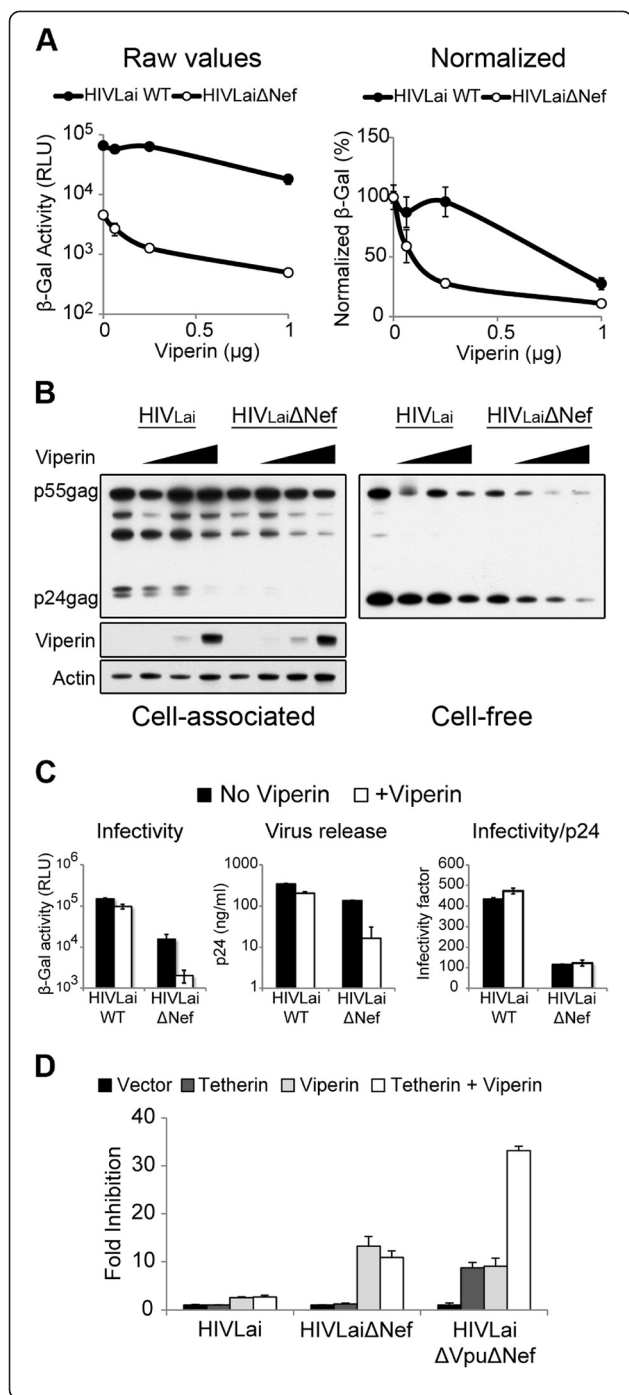 A
Raw values
Normalized
HIVLai WT HIVLaiΔNef
HIVLai WT HIVLaiΔNef
β-Gal Activity (RLU)
10⁵
10⁴
10³
10²
0 0.5 1
Viperin (µg)
Normalized β-Gal (%)
150
100
50
0
0 0.5 1
Viperin (µg)
B
HIVLai HIVLaiΔNef
HIVLai HIVLaiΔNef
Viperin
p55gag
p24gag
Viperin
Actin
Cell-associated
Cell-free
C
No Viperin +Viperin
Infectivity
β-Gal activity (RLU)
10⁶
10⁵
10⁴
10³
HIVLai WT
HIVLai ΔNef
Virus release
p24 (ng/ml)
1000
100
10
1
HIVLai WT
HIVLai ΔNef
Infectivity/p24
Infectivity factor
600
500
400
300
200
100
0
HIVLai WT
HIVLai ΔNef
D
Vector Tetherin Viperin Tetherin + Viperin
Fold Inhibition
40
30
20
10
0
HIVLai
HIVLaiΔNef
HIVLai
ΔVpuΔNef